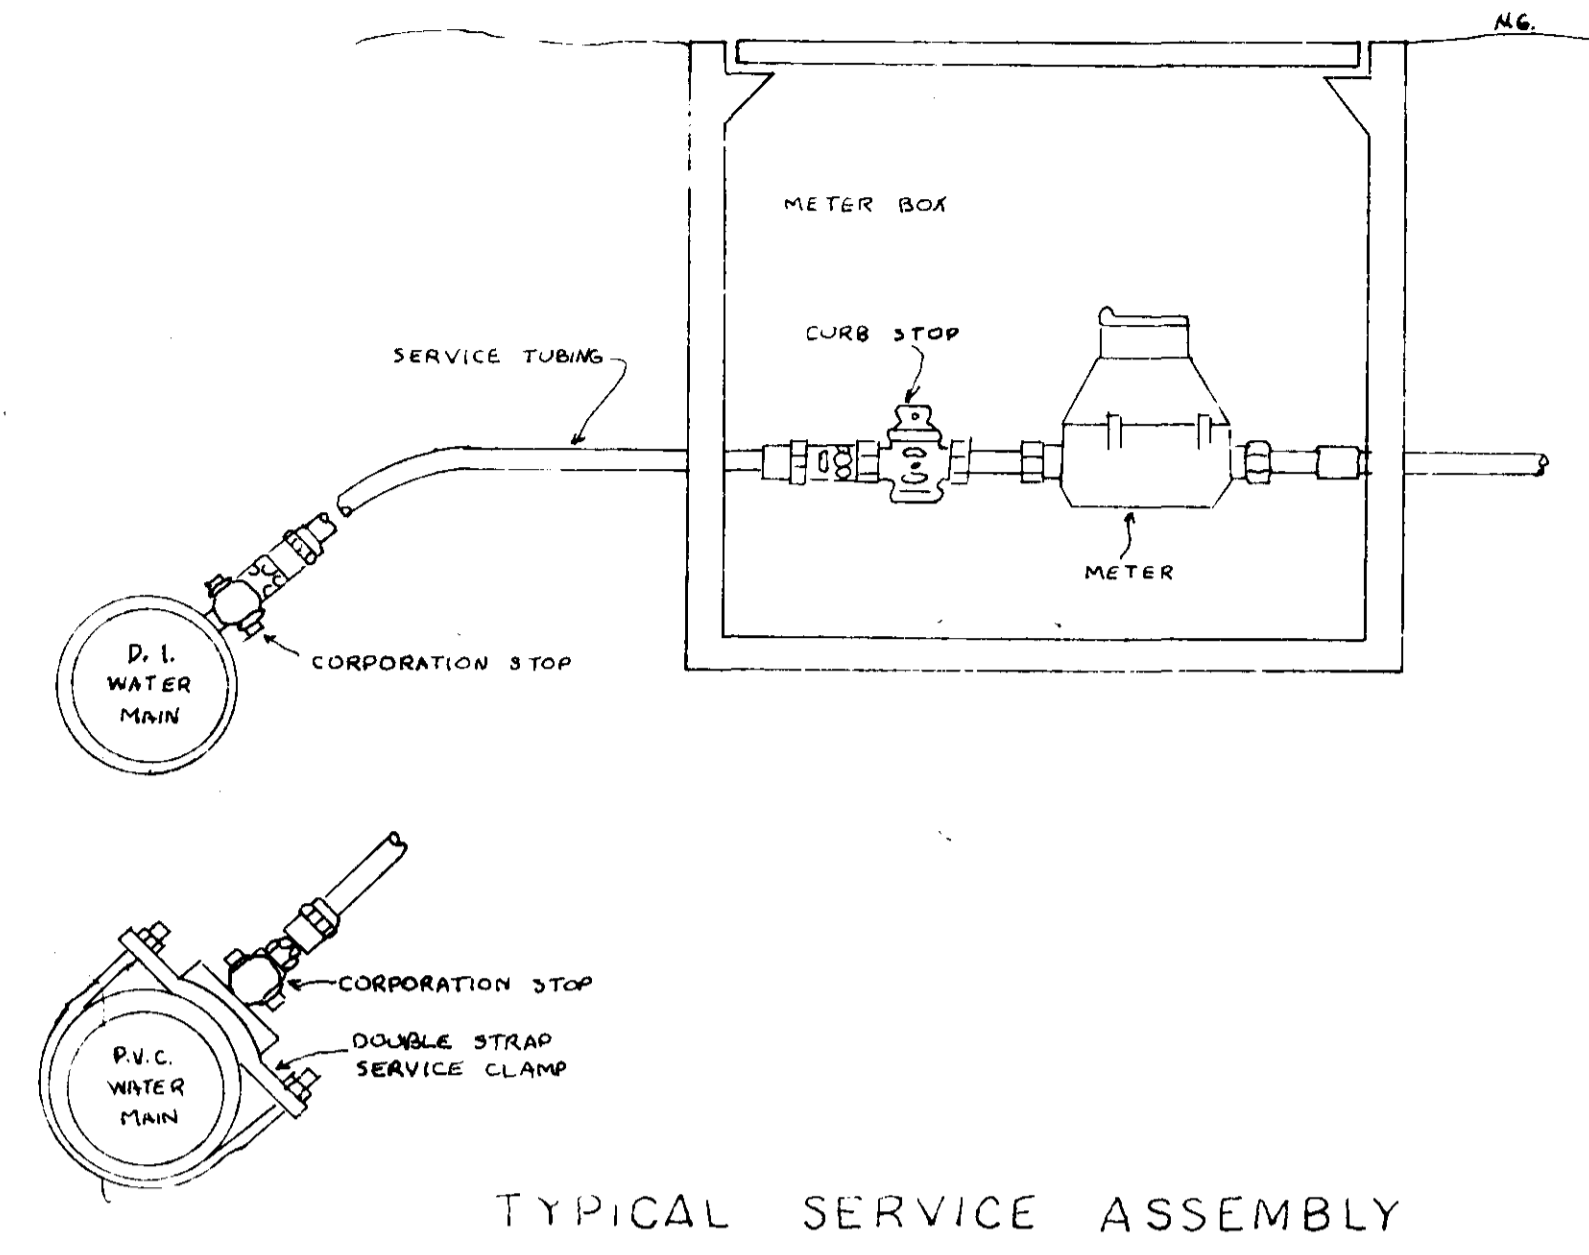 N.G.
METER BOX
CURB STOP
SERVICE TUBING
METER
CORPORATION STOP
D. I.
WATER
MAIN
CORPORATION STOP
DOUBLE STRAP
SERVICE CLAMP
P.V.C.
WATER
MAIN
TYPICAL SERVICE ASSEMBLY